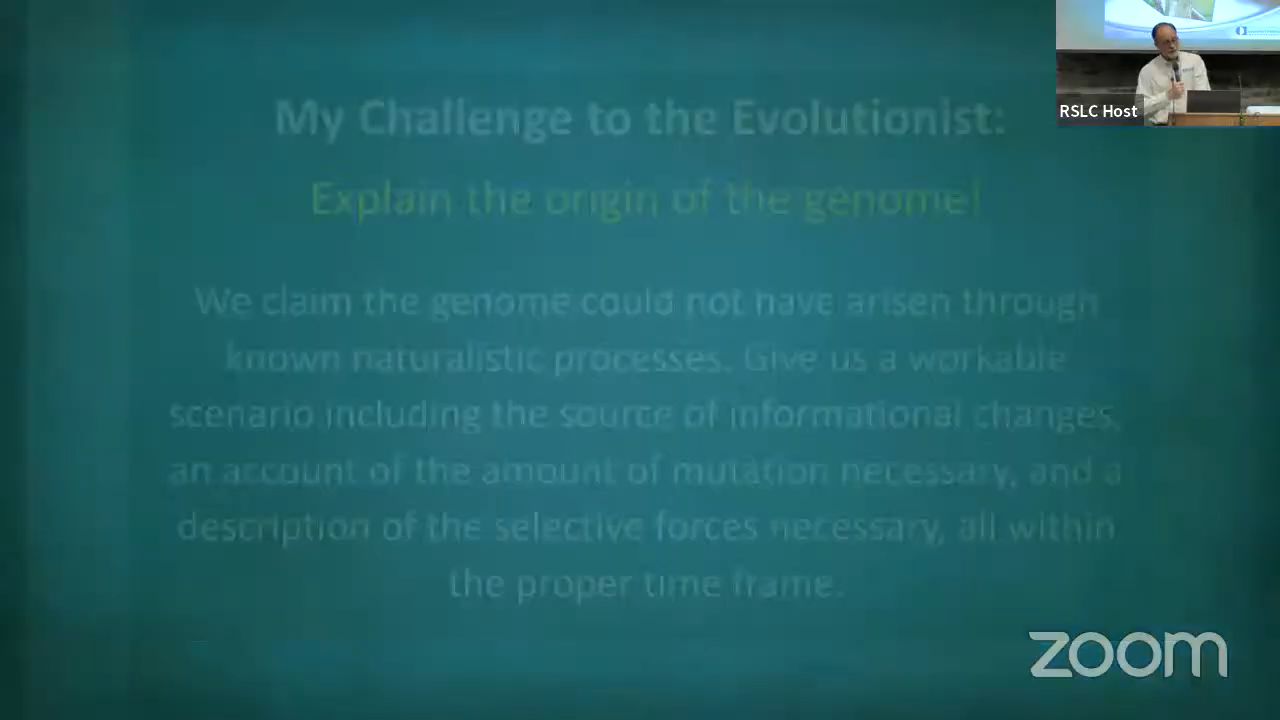 My Challenge to the Evolutionist:
Explain the origin of the genome!
We claim the genome could not have arisen through
known naturalistic processes. Give us a workable
scenario including the source of informational changes,
an account of the amount of mutation necessary, and a
description of the selective forces necessary, all within
the proper time frame.
RSLC Host
zoom